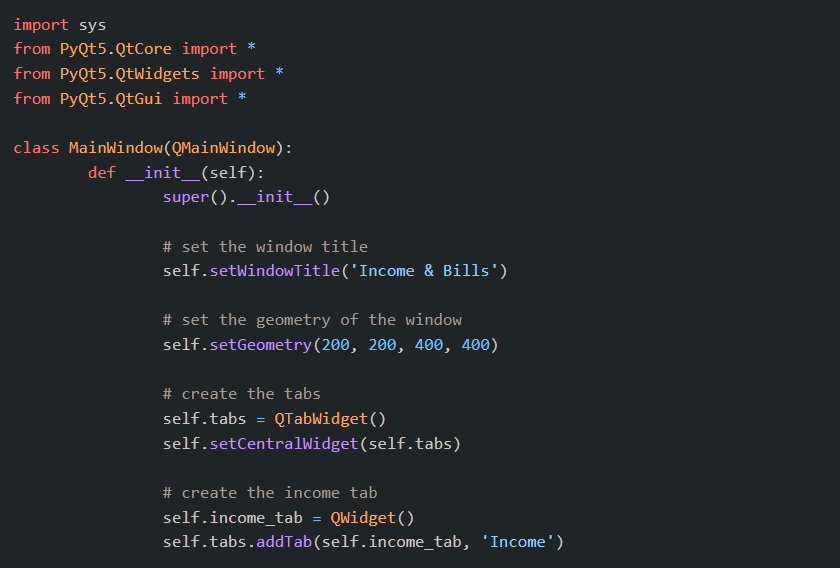 import sys
from PyQt5.QtCore import *
from PyQt5.QtWidgets import *
from PyQt5.QtGui import *

class MainWindow(QMainWindow):
        def __init__(self):
                super().__init__()

                # set the window title
                self.setWindowTitle('Income & Bills')

                # set the geometry of the window
                self.setGeometry(200, 200, 400, 400)

                # create the tabs
                self.tabs = QTabWidget()
                self.setCentralWidget(self.tabs)

                # create the income tab
                self.income_tab = QWidget()
                self.tabs.addTab(self.income_tab, 'Income')